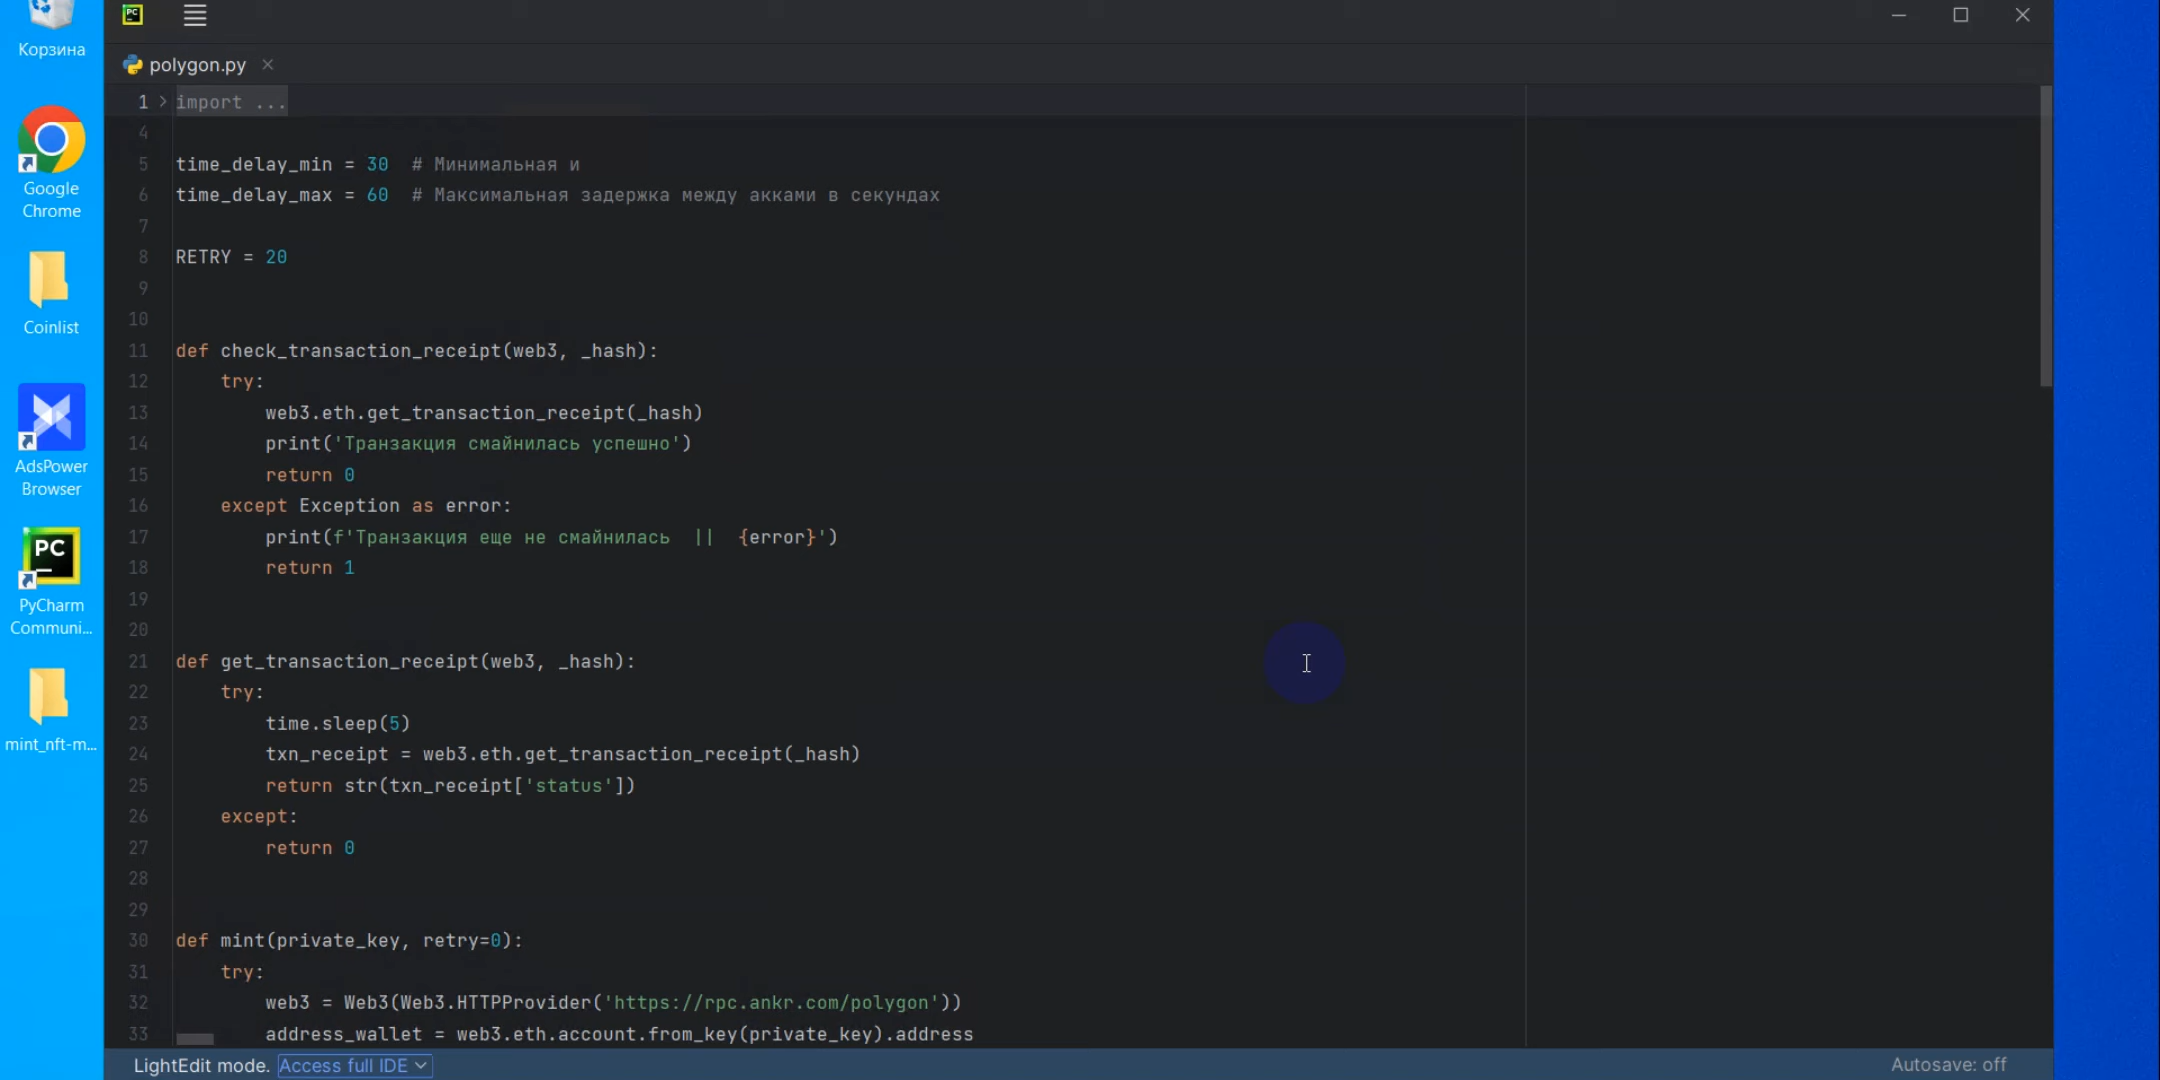 Корзина
Google
Chrome
Coinlist
AdsPower
Browser
PC
PyCharm
Communi...
mint_nft-m...
PC
polygon.py
1 import ...
4
5 time_delay_min = 30  # Минимальная и
6 time_delay_max = 60  # Максимальная задержка между акками в секундах
7
8 RETRY = 20
9
10
11 def check_transaction_receipt(web3, _hash):
12     try:
13         web3.eth.get_transaction_receipt(_hash)
14         print('Транзакция смайнилась успешно')
15         return 0
16     except Exception as error:
17         print(f'Транзакция еще не смайнилась  ||  {error}')
18         return 1
19
20
21 def get_transaction_receipt(web3, _hash):
22     try:
23         time.sleep(5)
24         txn_receipt = web3.eth.get_transaction_receipt(_hash)
25         return str(txn_receipt['status'])
26     except:
27         return 0
28
29
30 def mint(private_key, retry=0):
31     try:
32         web3 = Web3(Web3.HTTPProvider('https://rpc.ankr.com/polygon'))
33         address_wallet = web3.eth.account.from_key(private_key).address
LightEdit mode. Access full IDE
Autosave: off